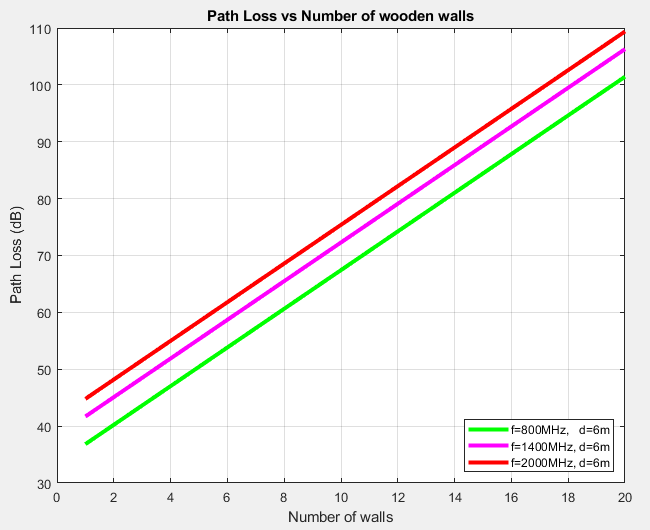 Path Loss vs Number of wooden walls
110
100
90
80
70
60
50
40
30
Path Loss (dB)
0 2 4 6 8 10 12 14 16 18 20
Number of walls
f=800MHz, d=6m
f=1400MHz, d=6m
f=2000MHz, d=6m